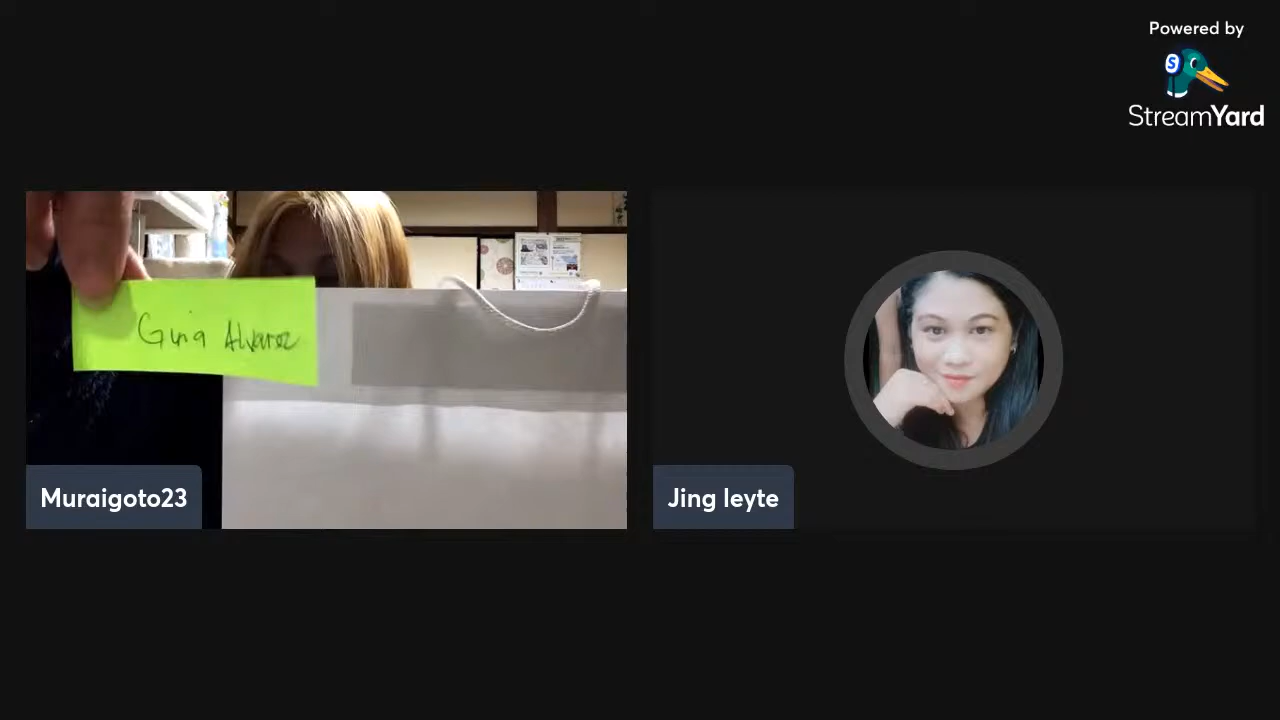 Powered by
S
StreamYard
Gina Alvarez
Muraigoto23
Jing leyte